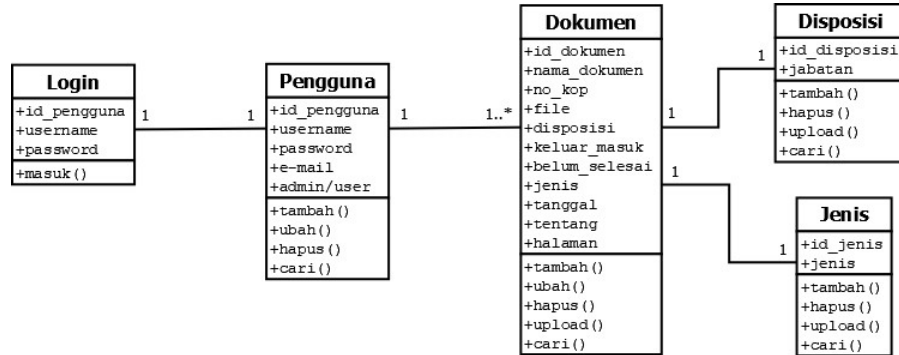 Login
+id_pengguna
+username
+password
+masuk()
1
1
Pengguna
+id_pengguna
+username
+password
+e-mail
+admin/user
+tambah()
+ubah()
+hapus()
+cari()
1
1..*
Dokumen
+id_dokumen
+nama_dokumen
+no_kop
+file
+disposisi
+keluar_masuk
+belum_selesai
+jenis
+tanggal
+tentang
+halaman
+tambah()
+ubah()
+hapus()
+upload()
+cari()
1
1
Disposisi
+id_disposisi
+jabatan
+tambah()
+hapus()
+upload()
+cari()
1
1
Jenis
+id_jenis
+jenis
+tambah()
+hapus()
+upload()
+cari()